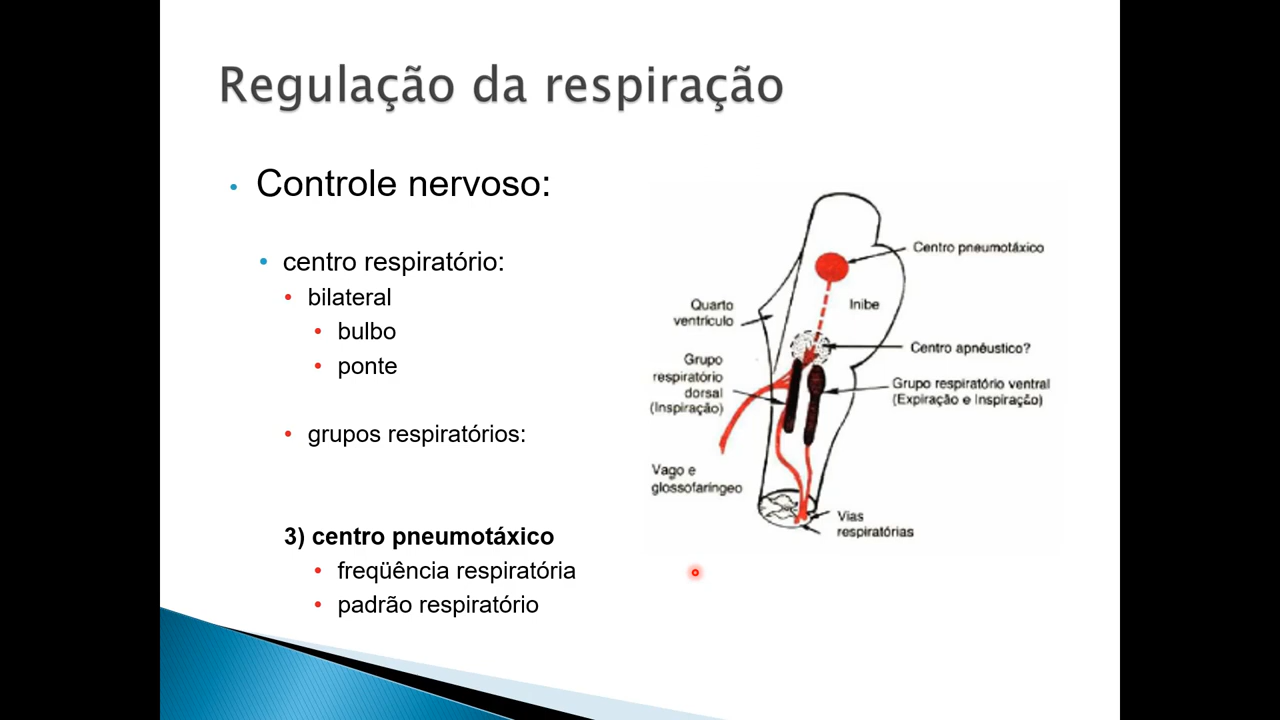 Regulação da respiração
Controle nervoso:
centro respiratório:
bilateral
bulbo
ponte
grupos respiratórios:
3) centro pneumotáxico
freqüência respiratória
padrão respiratório
Centro pneumotáxico
Inibe
Quarto
ventrículo
Centro apnêustico?
Grupo
respiratório
dorsal
(Inspiração)
Grupo respiratório ventral
(Expiração e Inspiração)
Vago e
glossofaríngeo
Vias
respiratórias